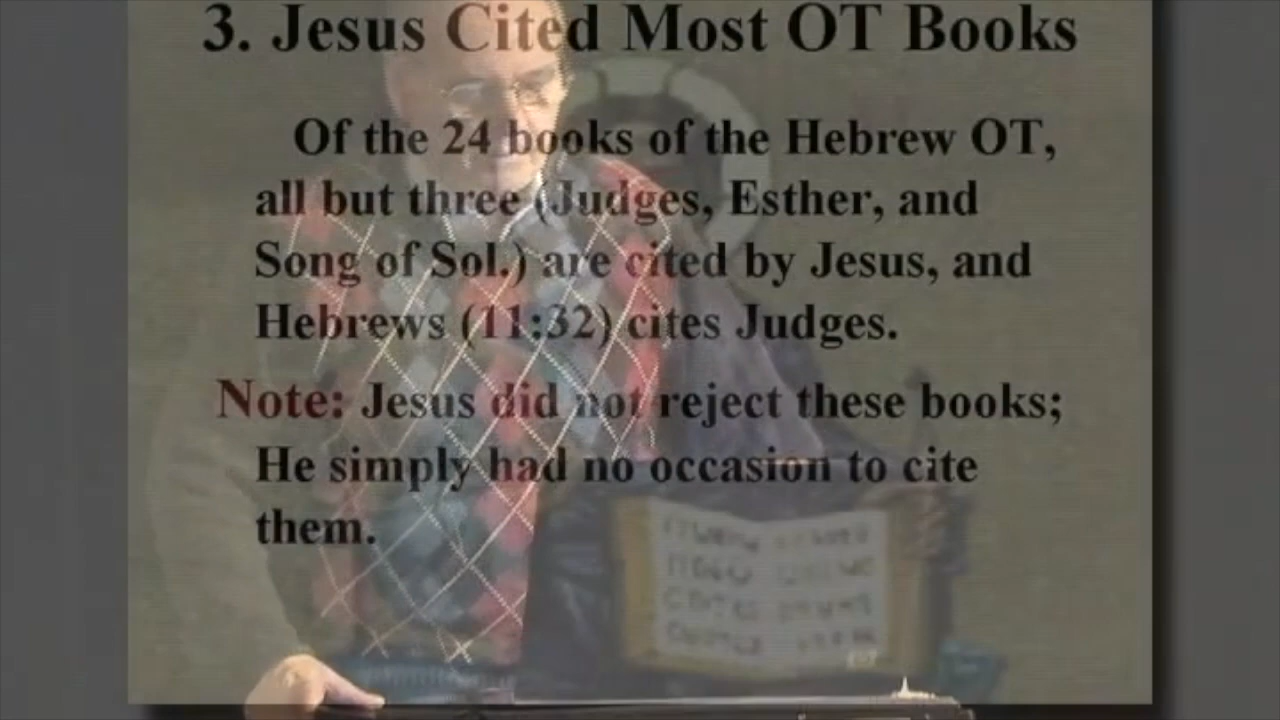 3. Jesus Cited Most OT Books
Of the 24 books of the Hebrew OT,
all but three (Judges, Esther, and
Song of Sol.) are cited by Jesus, and
Hebrews (11:32) cites Judges.
Note: Jesus did not reject these books;
He simply had no occasion to cite
them.